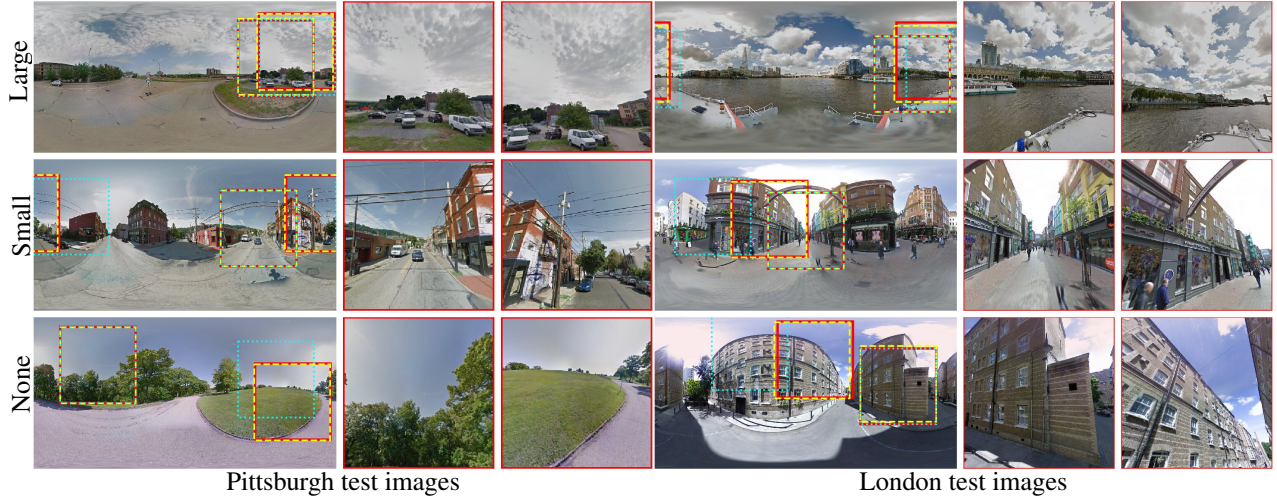 Large
Small
None
Pittsburgh test images
London test images